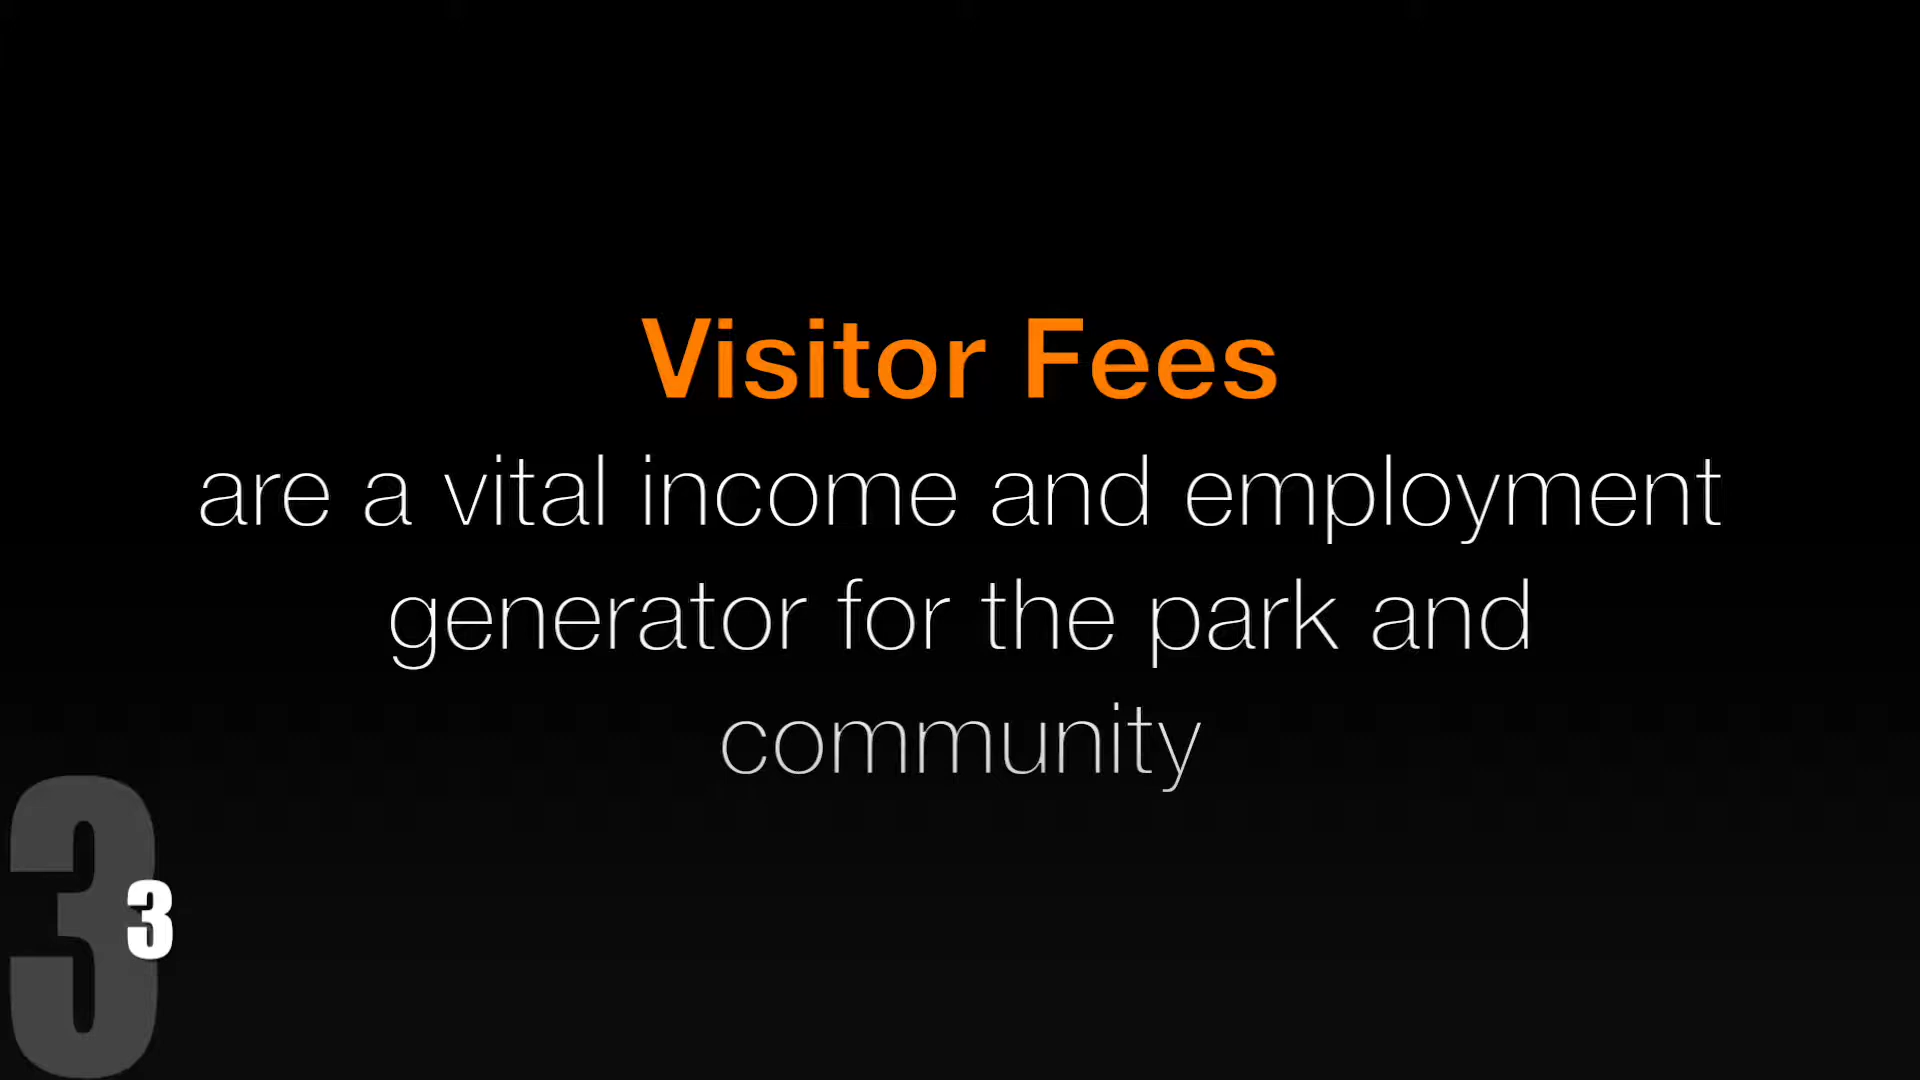 Visitor Fees
are a vital income and employment
generator for the park and
community
3
3